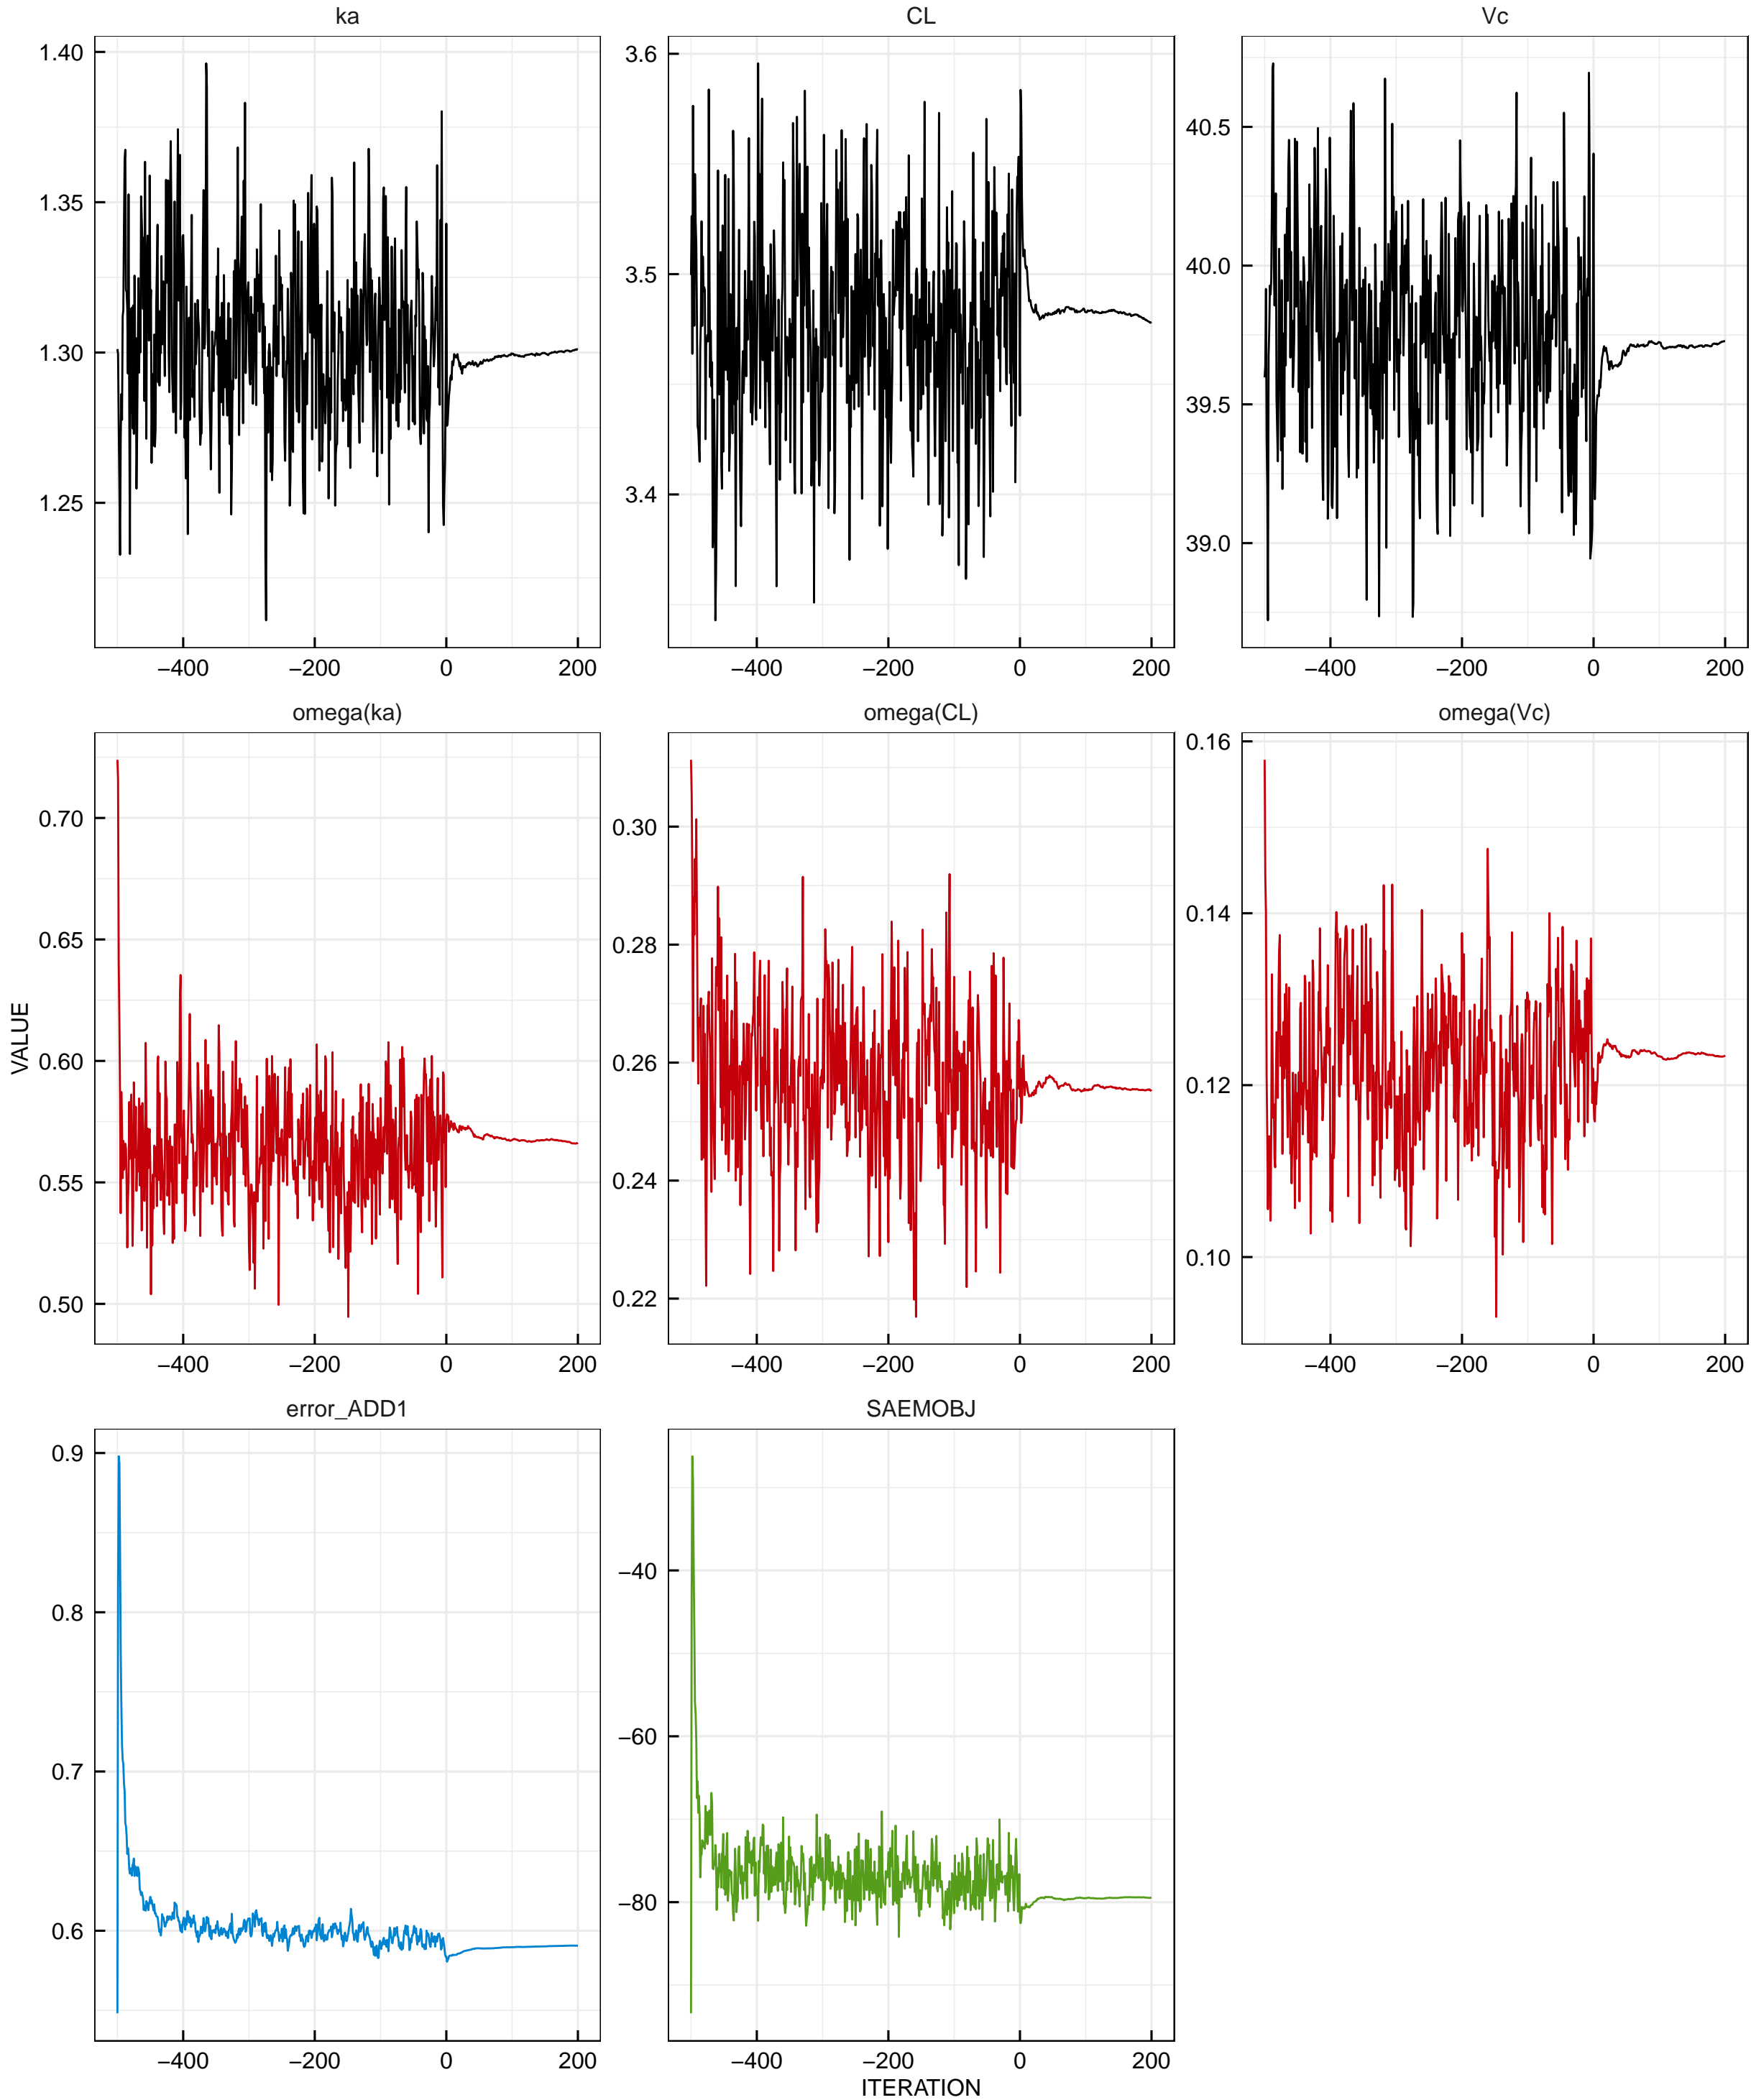 ka CL Vc
1.40 3.6
40.5
1.35
3.5 40.0
1.30
39.5
1.25 3.4
39.0
−400 −200 0 200 −400 −200 0 200 −400 −200 0 200
omega(ka) omega(CL) omega(Vc)
0.16
0.70 0.30
0.14
0.65 0.28
VALUE
0.60 0.26 0.12
0.55 0.24
0.10
0.50 0.22
−400 −200 0 200 −400 −200 0 200 −400 −200 0 200
error_ADD1 SAEMOBJ
0.9
−40
0.8
−60
0.7
−80
0.6
−400 −200 0 200 −400 −200 0 200
ITERATION